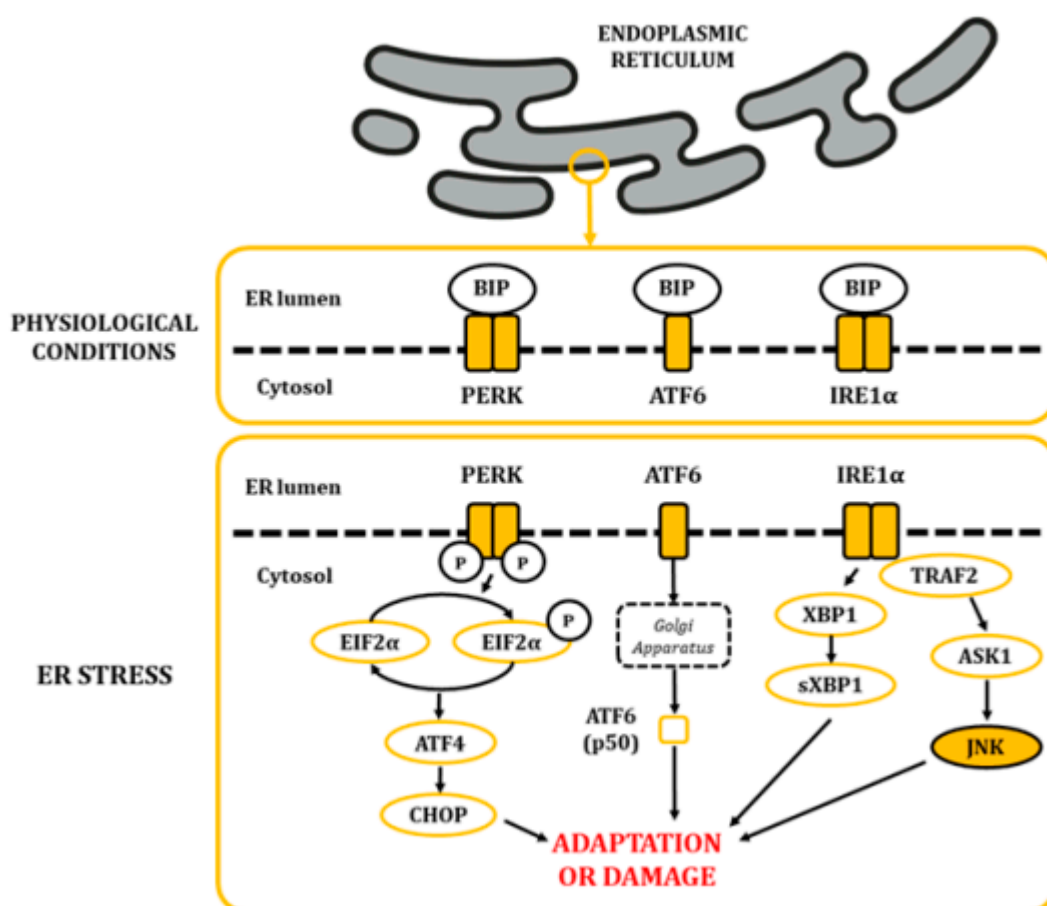 ENDOPLASMIC
RETICULUM
PHYSIOLOGICAL
CONDITIONS
ER lumen
BIP
BIP
BIP
Cytosol
PERK
ATF6
IRE1α
ER STRESS
ER lumen
PERK
ATF6
IRE1α
Cytosol
P
P
TRAF2
EIF2α
EIF2α
P
Golgi
Apparatus
XBP1
ASK1
sXBP1
ATF4
ATF6
(p50)
JNK
CHOP
ADAPTATION
OR DAMAGE